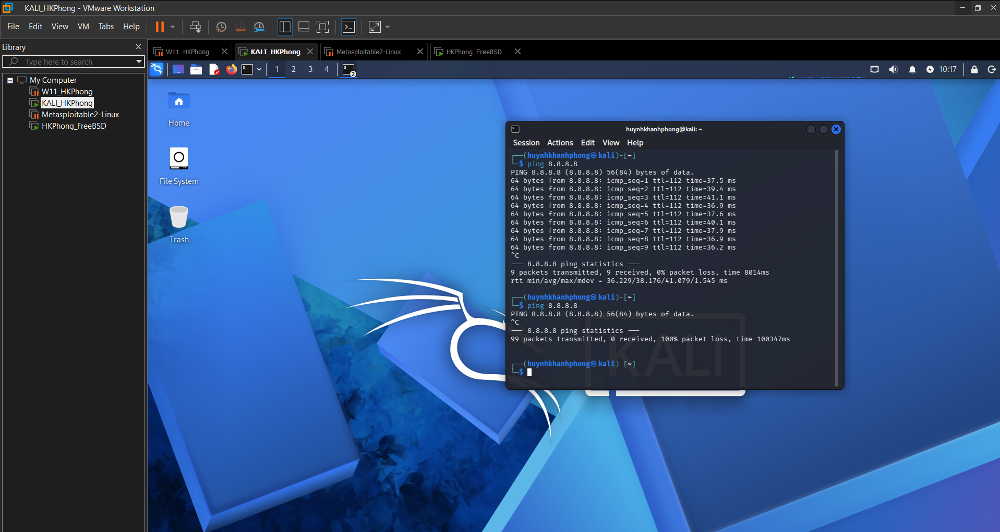 KALI_HKPhong - VMware Workstation
File Edit View VM Tabs Help
Library
Type here to search
My Computer
W11_HKPhong
KALI_HKPhong
Metasploitable2-Linux
HKPhong_FreeBSD
W11_HKPhong KALI_HKPhong Metasploitable2-Linux HKPhong_FreeBSD
1 2 3 4 2 10:17
Home
File System
Trash
huynhkhanhphong@kali: ~
Session Actions Edit View Help
┌──(huynhkhanhphong㉿kali)-[~]
└─$ ping 8.8.8.8
PING 8.8.8.8 (8.8.8.8) 56(84) bytes of data.
64 bytes from 8.8.8.8: icmp_seq=1 ttl=112 time=37.5 ms
64 bytes from 8.8.8.8: icmp_seq=2 ttl=112 time=39.4 ms
64 bytes from 8.8.8.8: icmp_seq=3 ttl=112 time=41.1 ms
64 bytes from 8.8.8.8: icmp_seq=4 ttl=112 time=36.9 ms
64 bytes from 8.8.8.8: icmp_seq=5 ttl=112 time=37.6 ms
64 bytes from 8.8.8.8: icmp_seq=6 ttl=112 time=40.1 ms
64 bytes from 8.8.8.8: icmp_seq=7 ttl=112 time=37.9 ms
64 bytes from 8.8.8.8: icmp_seq=8 ttl=112 time=36.9 ms
64 bytes from 8.8.8.8: icmp_seq=9 ttl=112 time=36.2 ms
^C
--- 8.8.8.8 ping statistics ---
9 packets transmitted, 9 received, 0% packet loss, time 8014ms
rtt min/avg/max/mdev = 36.229/38.176/41.079/1.545 ms
┌──(huynhkhanhphong㉿kali)-[~]
└─$ ping 8.8.8.8
PING 8.8.8.8 (8.8.8.8) 56(84) bytes of data.
^C
--- 8.8.8.8 ping statistics ---
99 packets transmitted, 0 received, 100% packet loss, time 100347ms
┌──(huynhkhanhphong㉿kali)-[~]
└─$
KALI